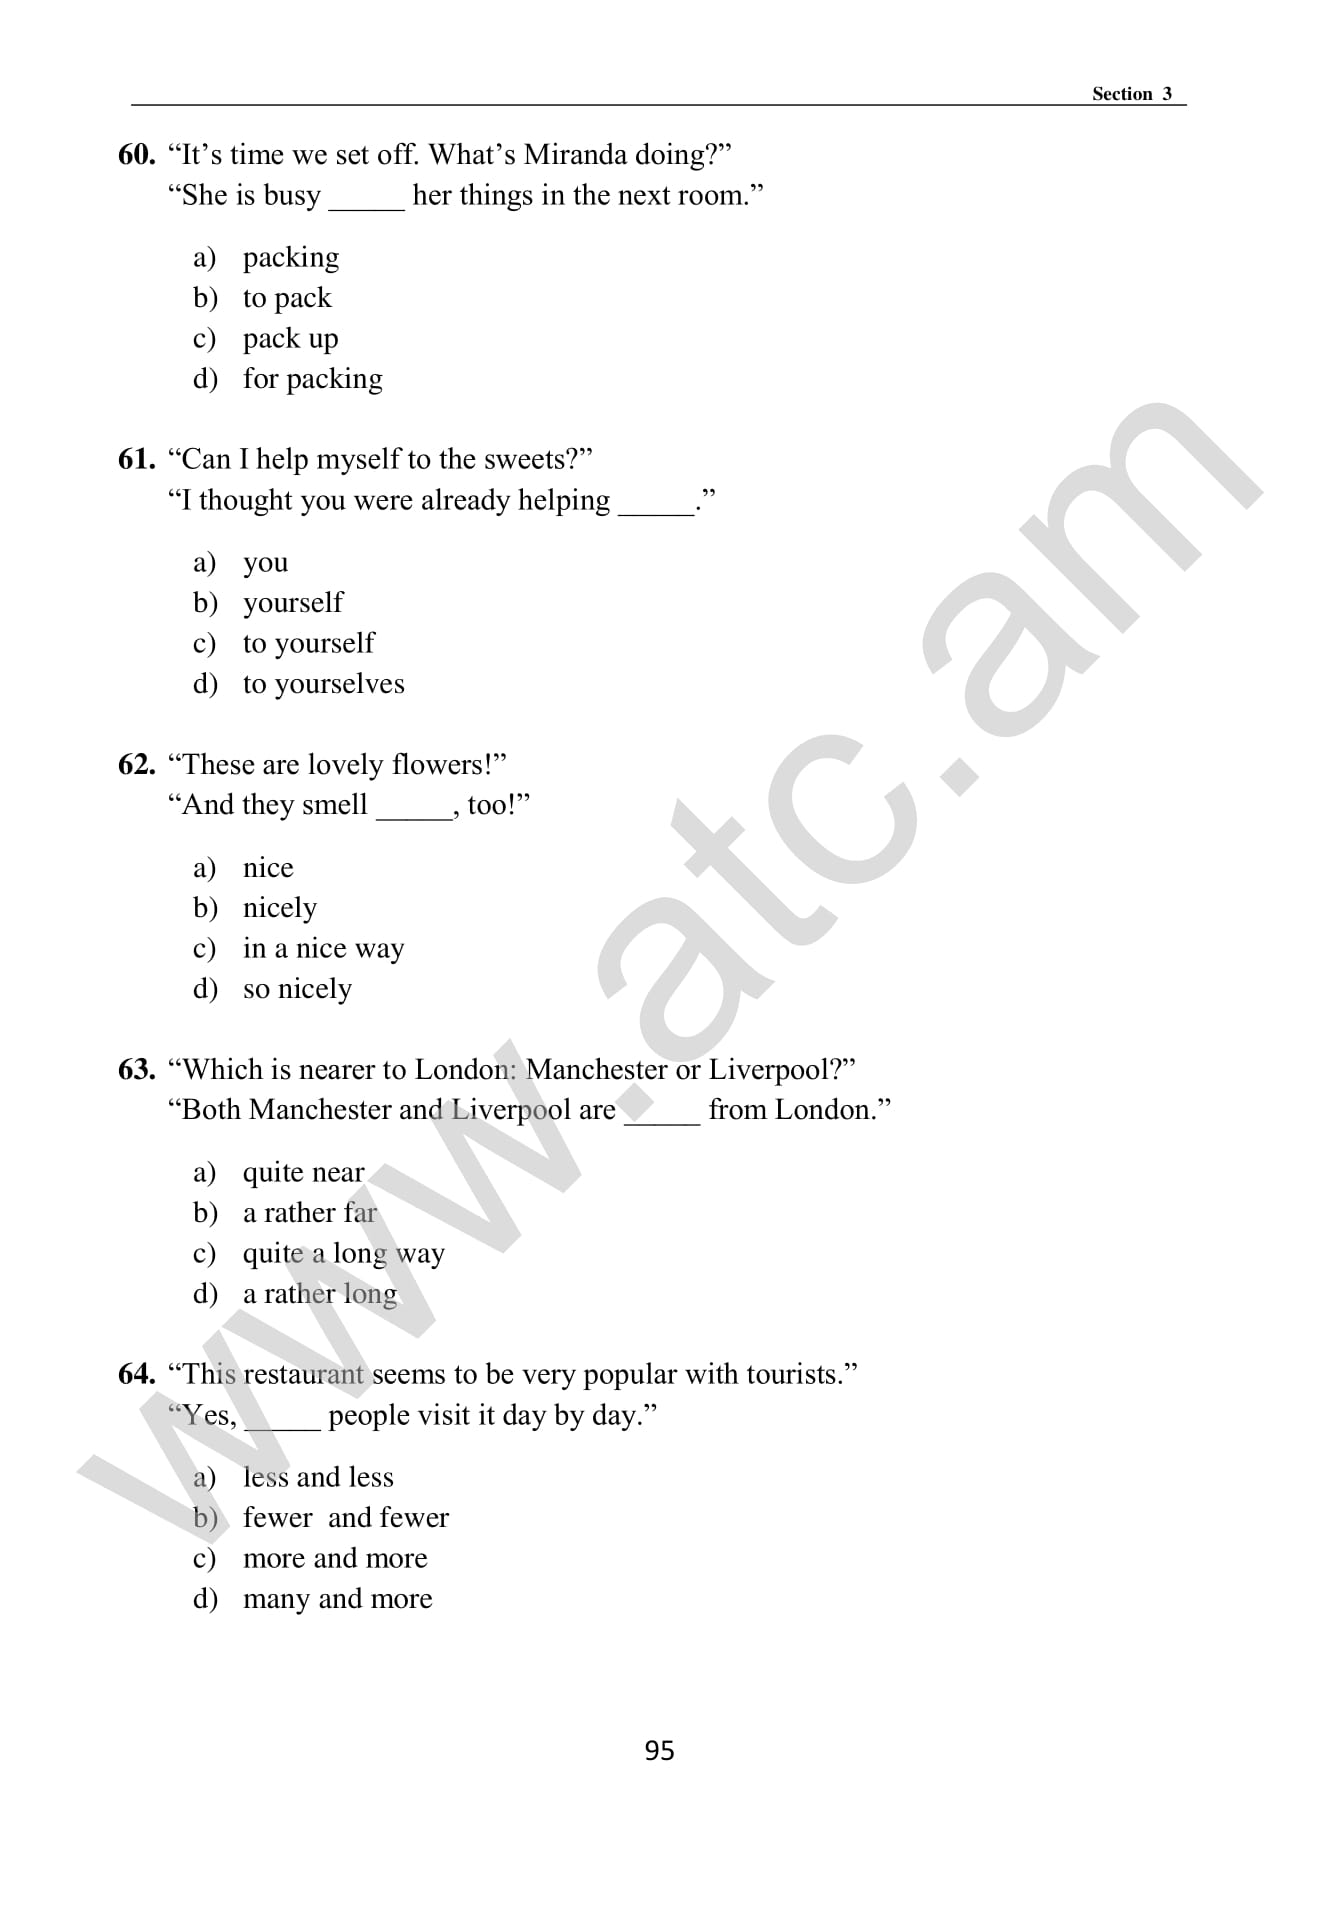 Section 3
60. “It’s time we set off. What’s Miranda doing?”
“She is busy _____ her things in the next room.”
a) packing
b) to pack
c) pack up
d) for packing
61. “Can I help myself to the sweets?”
“I thought you were already helping _____.”
a) you
b) yourself
c) to yourself
d) to yourselves
62. “These are lovely flowers!”
“And they smell _____, too!”
a) nice
b) nicely
c) in a nice way
d) so nicely
63. “Which is nearer to London: Manchester or Liverpool?”
“Both Manchester and Liverpool are _____ from London.”
a) quite near
b) a rather far
c) quite a long way
d) a rather long
64. “This restaurant seems to be very popular with tourists.”
“Yes, _____ people visit it day by day.”
a) less and less
b) fewer and fewer
c) more and more
d) many and more
95
www.atc.am